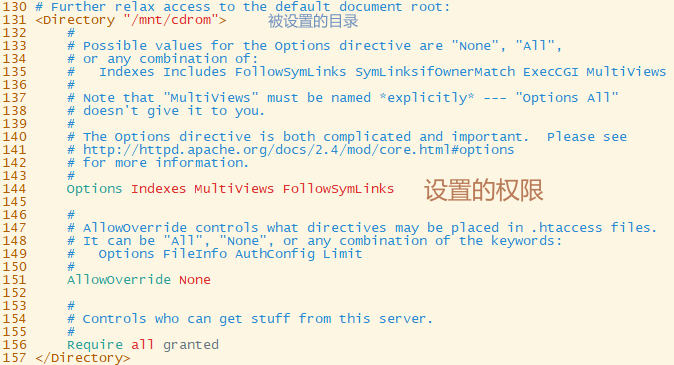 130 # Further relax access to the default document root:
131 <Directory "/mnt/cdrom"> 被设置的目录
132 #
133 # Possible values for the Options directive are "None", "All",
134 # or any combination of:
135 #   Indexes Includes FollowSymLinks SymLinksifOwnerMatch ExecCGI MultiViews
136 #
137 # Note that "MultiViews" must be named *explicitly* --- "Options All"
138 # doesn't give it to you.
139 #
140 # The Options directive is both complicated and important.  Please see
141 # http://httpd.apache.org/docs/2.4/mod/core.html#options
142 # for more information.
143 #
144 Options Indexes MultiViews FollowSymLinks 设置的权限
145
146 #
147 # AllowOverride controls what directives may be placed in .htaccess files.
148 # It can be "All", "None", or any combination of the keywords:
149 #   Options FileInfo AuthConfig Limit
150 #
151 AllowOverride None
152
153 #
154 # Controls who can get stuff from this server.
155 #
156 Require all granted
157 </Directory>